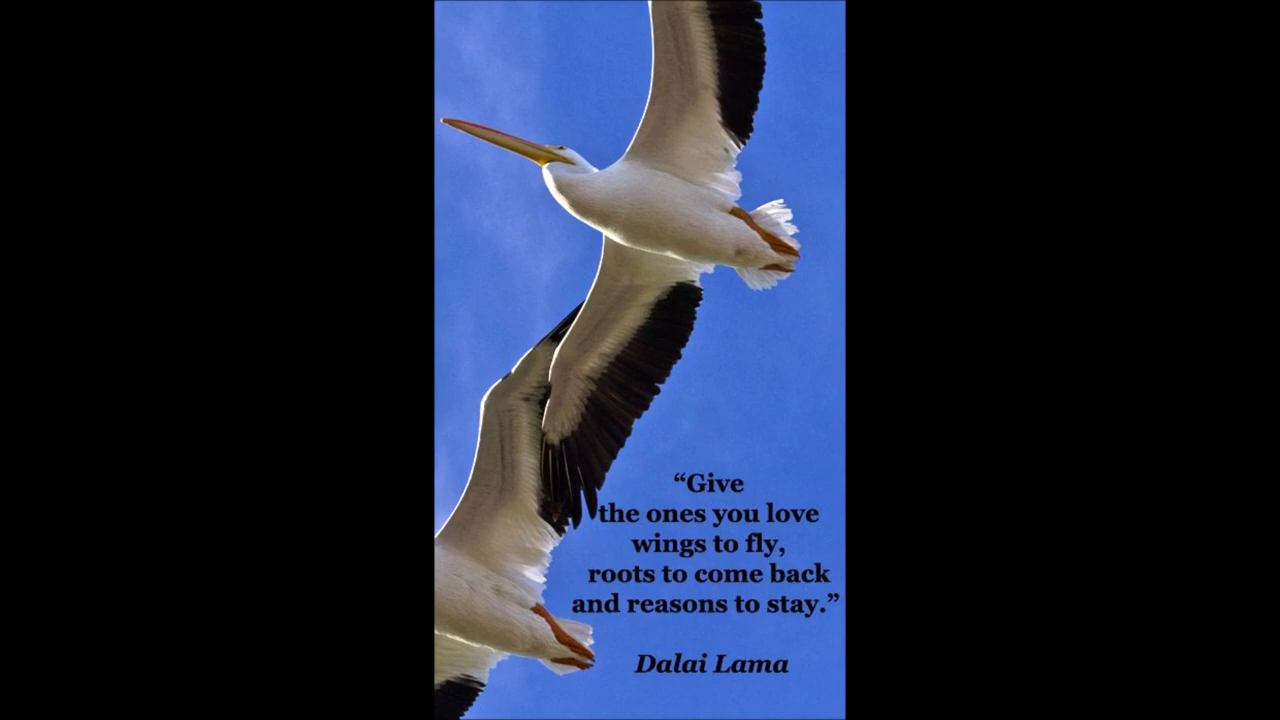 “Give
the ones you love
wings to fly,
roots to come back
and reasons to stay.”
Dalai Lama